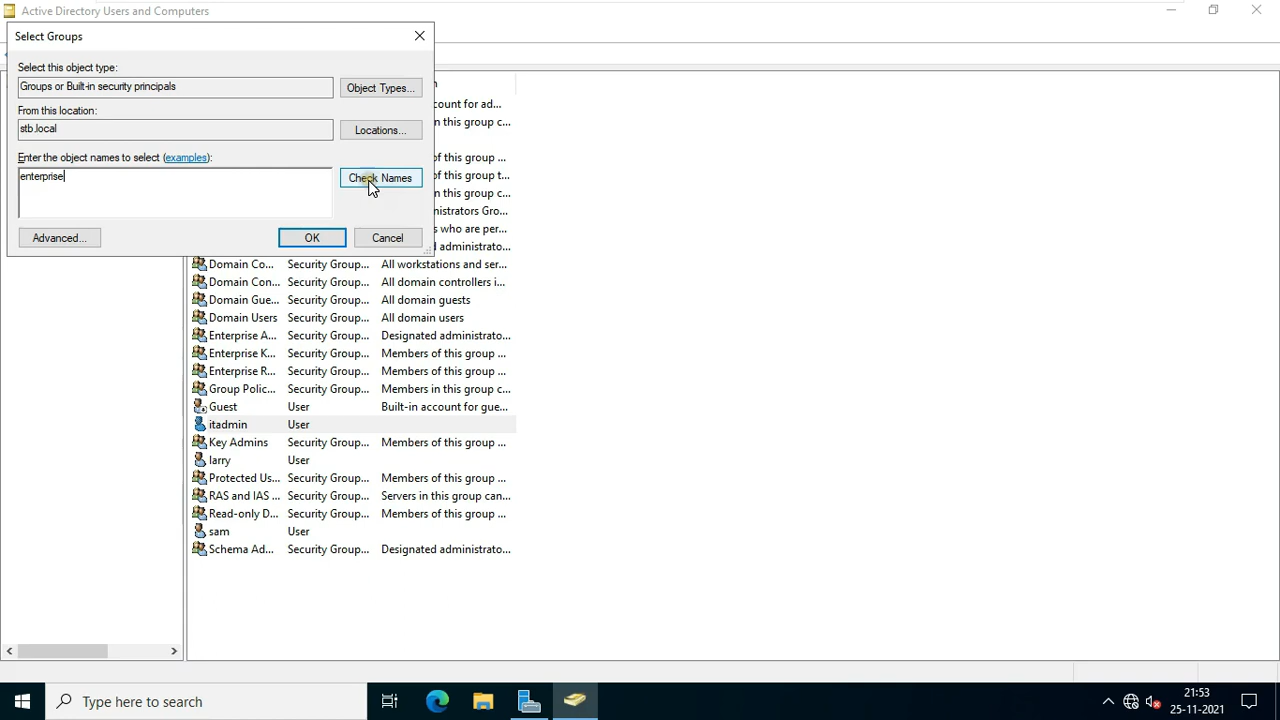 Active Directory Users and Computers
Select Groups
Select this object type:
Groups or Built-in security principals
Object Types...
From this location:
stb.local
Locations...
Enter the object names to select (examples):
enterprise
Check Names
Advanced...
OK
Cancel
count for ad...
n this group c...
of this group ...
of this group t...
n this group c...
nistrators Gro...
s who are per...
administrato...
Domain Co... Security Group... All workstations and ser...
Domain Con... Security Group... All domain controllers i...
Domain Gue... Security Group... All domain guests
Domain Users Security Group... All domain users
Enterprise A... Security Group... Designated administrato...
Enterprise K... Security Group... Members of this group ...
Enterprise R... Security Group... Members of this group ...
Group Polic... Security Group... Members in this group c...
Guest User Built-in account for gue...
itadmin User
Key Admins Security Group... Members of this group ...
larry User
Protected Us... Security Group... Members of this group ...
RAS and IAS ... Security Group... Servers in this group can...
Read-only D... Security Group... Members of this group ...
sam User
Schema Ad... Security Group... Designated administrato...
Type here to search
21:53
25-11-2021